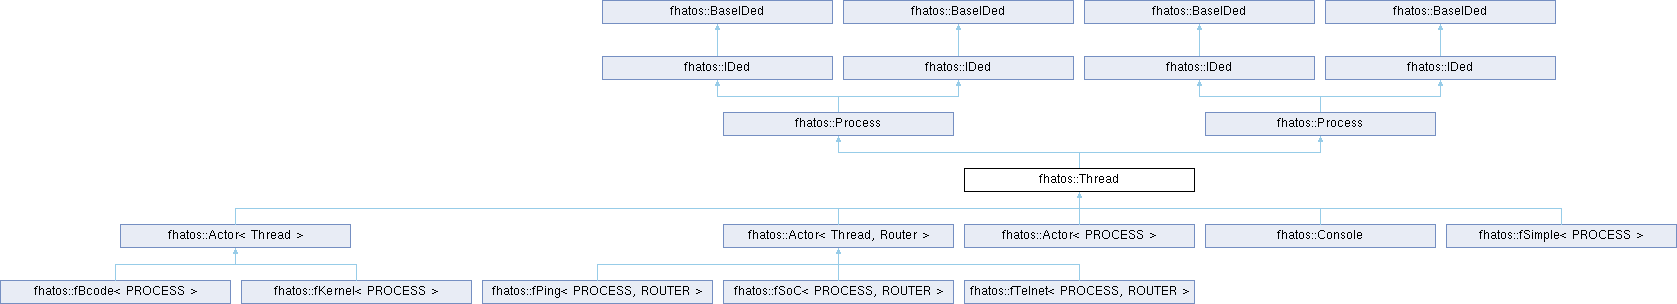 fhatos::BaseIDed
fhatos::BaseIDed
fhatos::BaseIDed
fhatos::BaseIDed
fhatos::IDed
fhatos::IDed
fhatos::IDed
fhatos::IDed
fhatos::Process
fhatos::Process
fhatos::Thread
fhatos::Actor< Thread >
fhatos::Actor< Thread, Router >
fhatos::Actor< PROCESS >
fhatos::Console
fhatos::fSimple< PROCESS >
fhatos::fBcode< PROCESS >
fhatos::fKernel< PROCESS >
fhatos::fPing< PROCESS, ROUTER >
fhatos::fSoC< PROCESS, ROUTER >
fhatos::fTelnet< PROCESS, ROUTER >